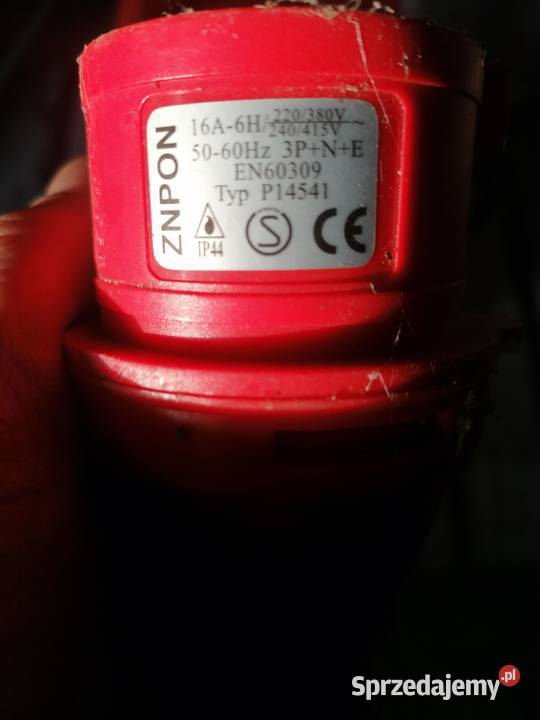 ZNPON
16A-6H/220/380V~
240/415V
50-60Hz 3P+N+E
EN60309
Typ P14541
IP44
S
CE
Sprzedajemy.pl